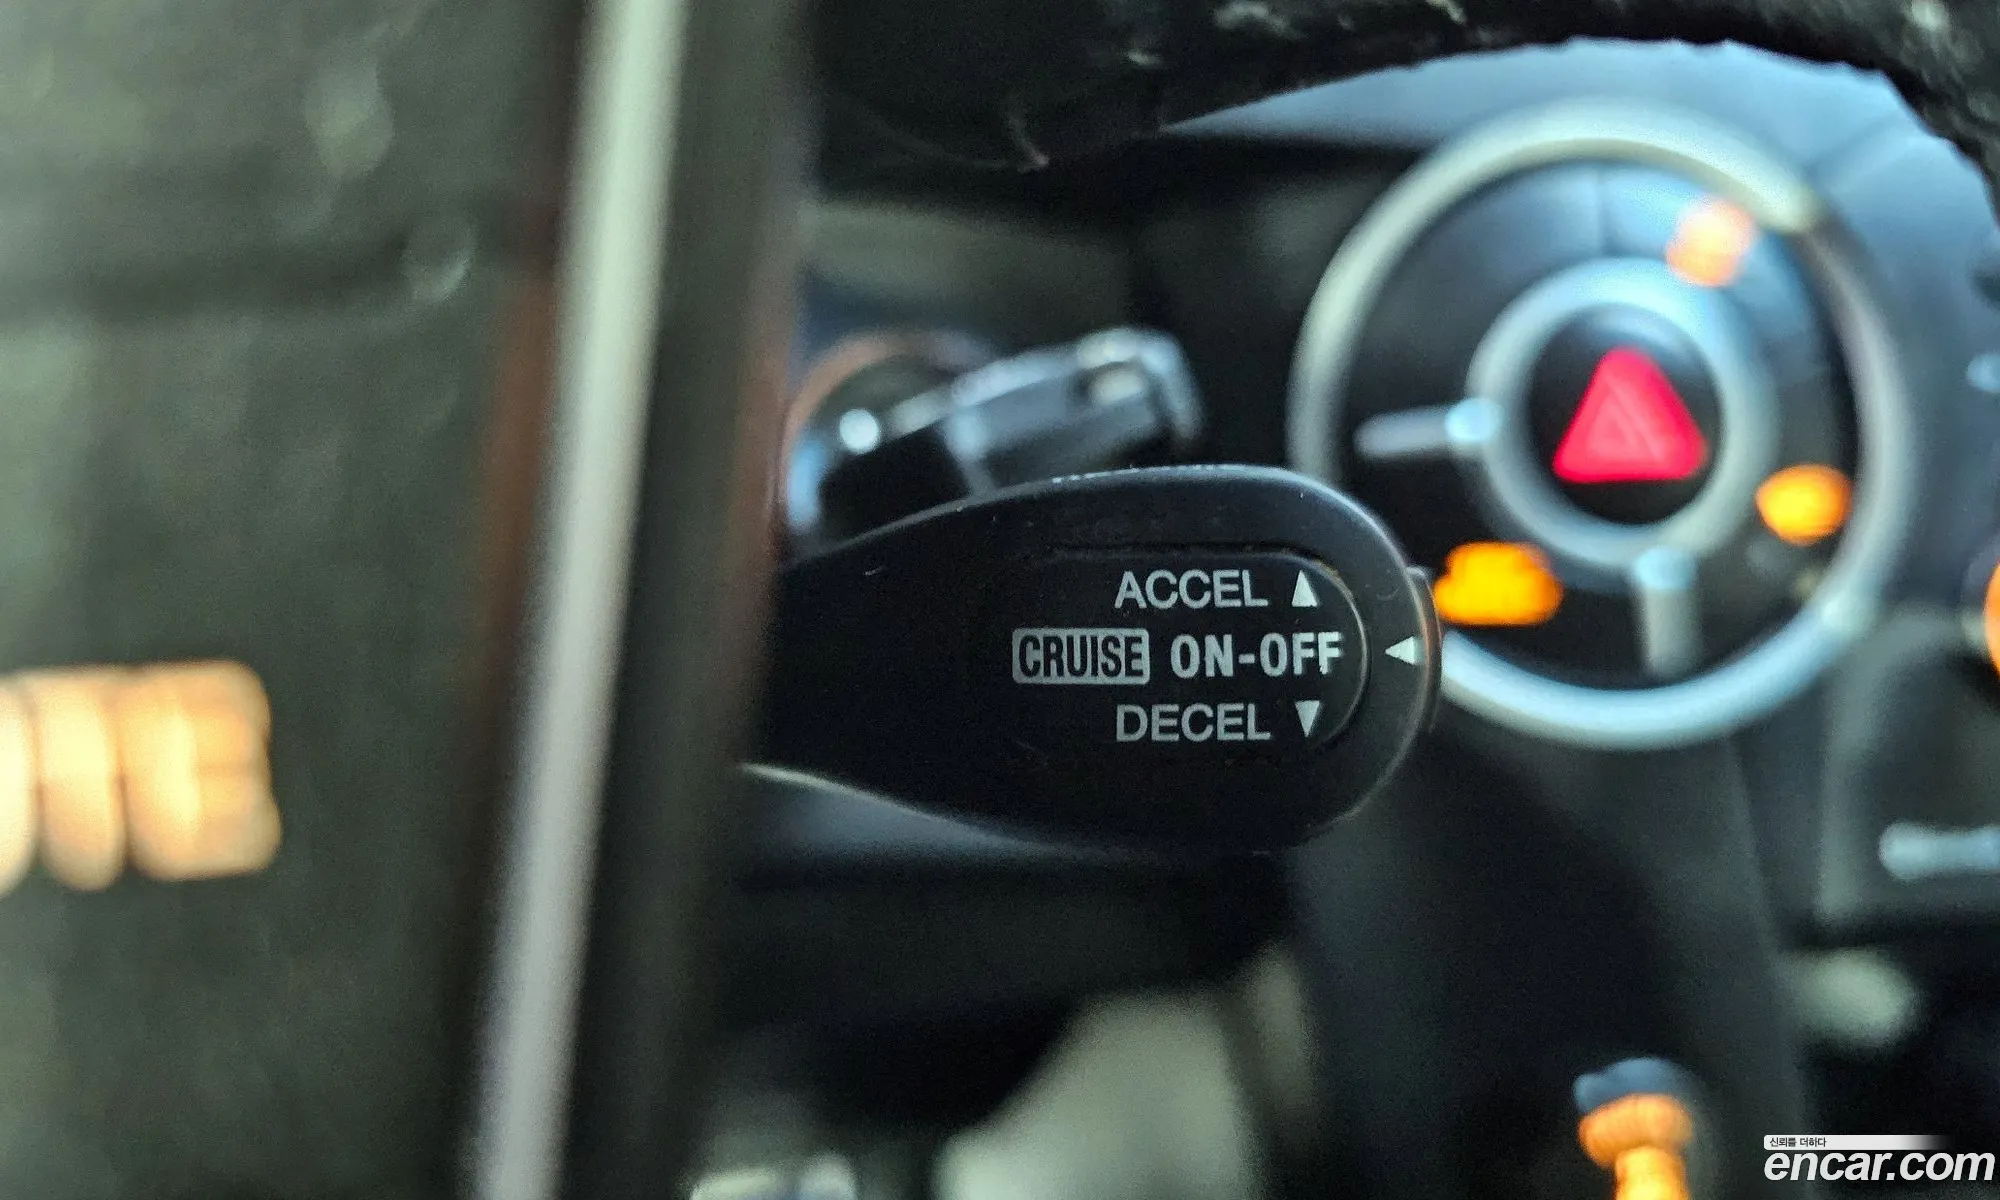 ACCEL ▲
CRUISE ON-OFF ◀
DECEL ▼
신뢰를 더하다
encar.com